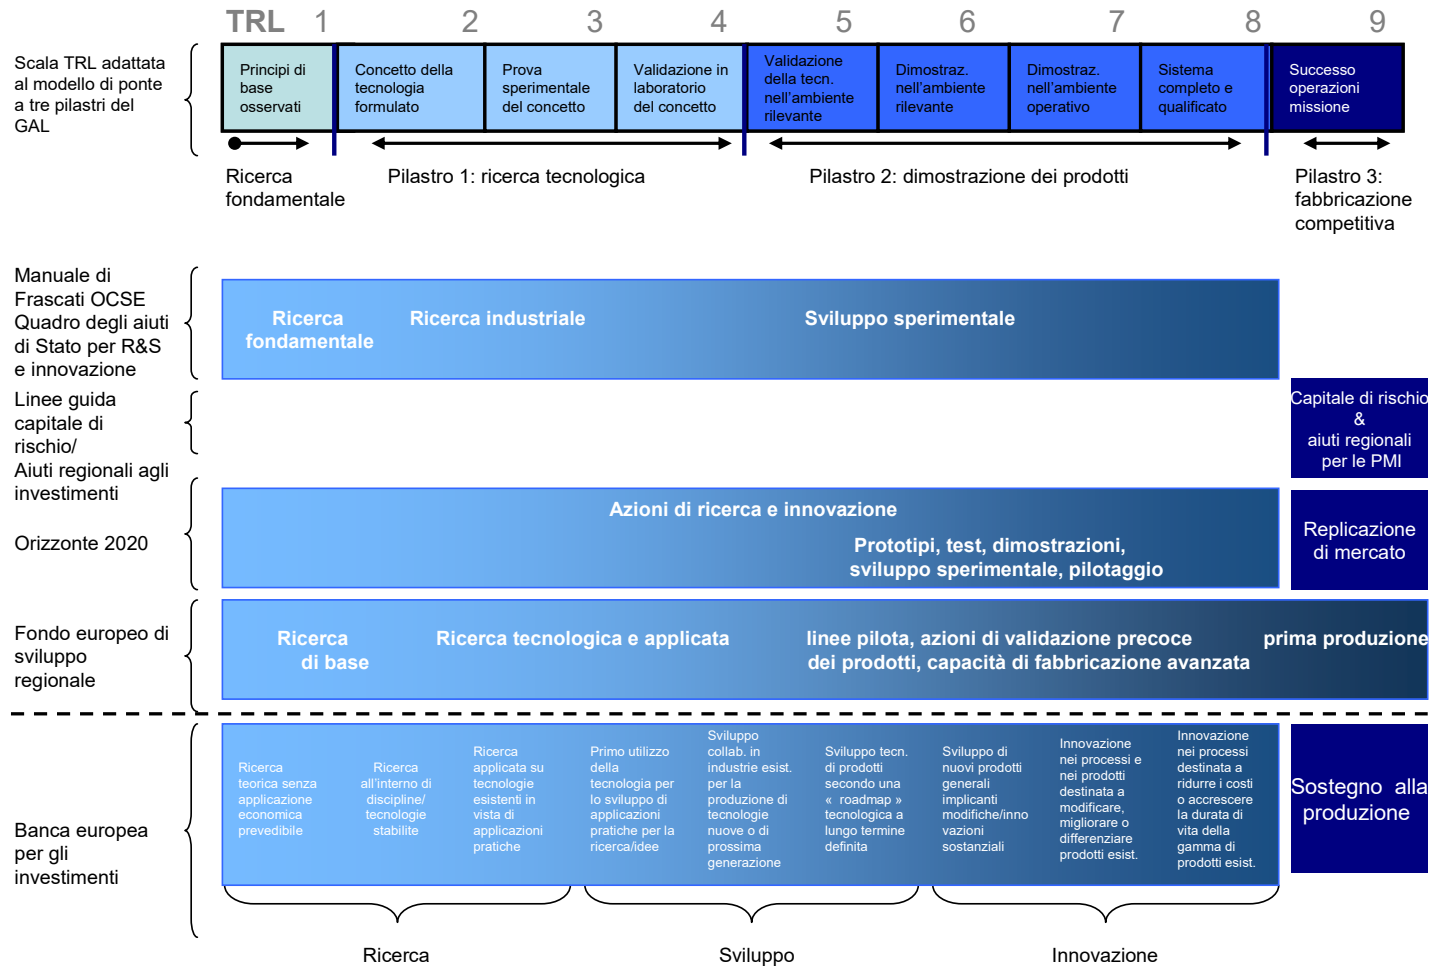 TRL 1 2 3 4 5 6 7 8 9
Scala TRL adattata
al modello di ponte
a tre pilastri del
GAL
Principi di
base
osservati
Concetto della
tecnologia
formulato
Prova
sperimentale
del concetto
Validazione in
laboratorio
del concetto
Validazione
della tecn.
nell'ambiente
rilevante
Dimostraz.
nell'ambiente
rilevante
Dimostraz.
nell'ambiente
operativo
Sistema
completo e
qualificato
Successo
operazioni
missione
Ricerca
fondamentale
Pilastro 1: ricerca tecnologica
Pilastro 2: dimostrazione dei prodotti
Pilastro 3:
fabbricazione
competitiva
Manuale di
Frascati OCSE
Quadro degli aiuti
di Stato per R&S
e innovazione
Ricerca
fondamentale
Ricerca industriale
Sviluppo sperimentale
Linee guida
capitale di
rischio/
Aiuti regionali agli
investimenti
Capitale di rischio
&
aiuti regionali
per le PMI
Orizzonte 2020
Azioni di ricerca e innovazione
Prototipi, test, dimostrazioni,
sviluppo sperimentale, pilotaggio
Replicazione
di mercato
Fondo europeo di
sviluppo
regionale
Ricerca
di base
Ricerca tecnologica e applicata
linee pilota, azioni di validazione precoce
dei prodotti, capacità di fabbricazione avanzata
prima produzione
Banca europea
per gli
investimenti
Ricerca
teorica senza
applicazione
economica
prevedibile
Ricerca
all'interno di
discipline/
tecnologie
stabilite
Ricerca
applicata su
tecnologie
esistenti in
vista di
applicazioni
pratiche
Primo utilizzo
della
tecnologia per
lo sviluppo di
applicazioni
pratiche per la
ricerca/idee
Sviluppo
collab. in
industrie esist.
per la
produzione di
tecnologie
nuove o di
prossima
generazione
Sviluppo tecn.
di prodotti
secondo una
« roadmap »
tecnologica a
lungo termine
definita
Sviluppo di
nuovi prodotti
generali
implicanti
modifiche/inno
vazioni
sostanziali
Innovazione
nei processi e
nei prodotti
destinata a
modificare,
migliorare o
differenziare
prodotti esist.
Innovazione
nei processi
destinata a
ridurre i costi
o accrescere
la durata di
vita della
gamma di
prodotti esist.
Sostegno alla
produzione
Ricerca
Sviluppo
Innovazione